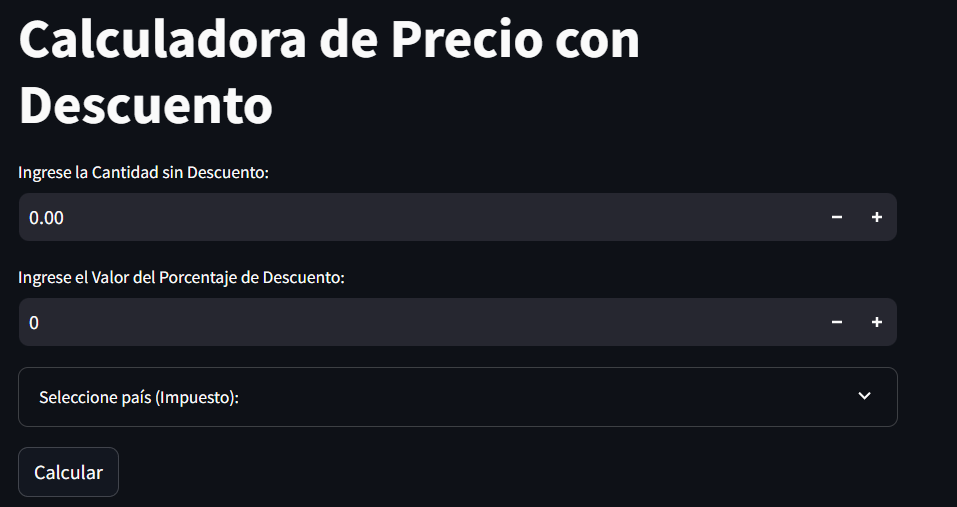 Calculadora de Precio con
Descuento
Ingrese la Cantidad sin Descuento:
0.00
Ingrese el Valor del Porcentaje de Descuento:
0
Seleccione país (Impuesto):
Calcular